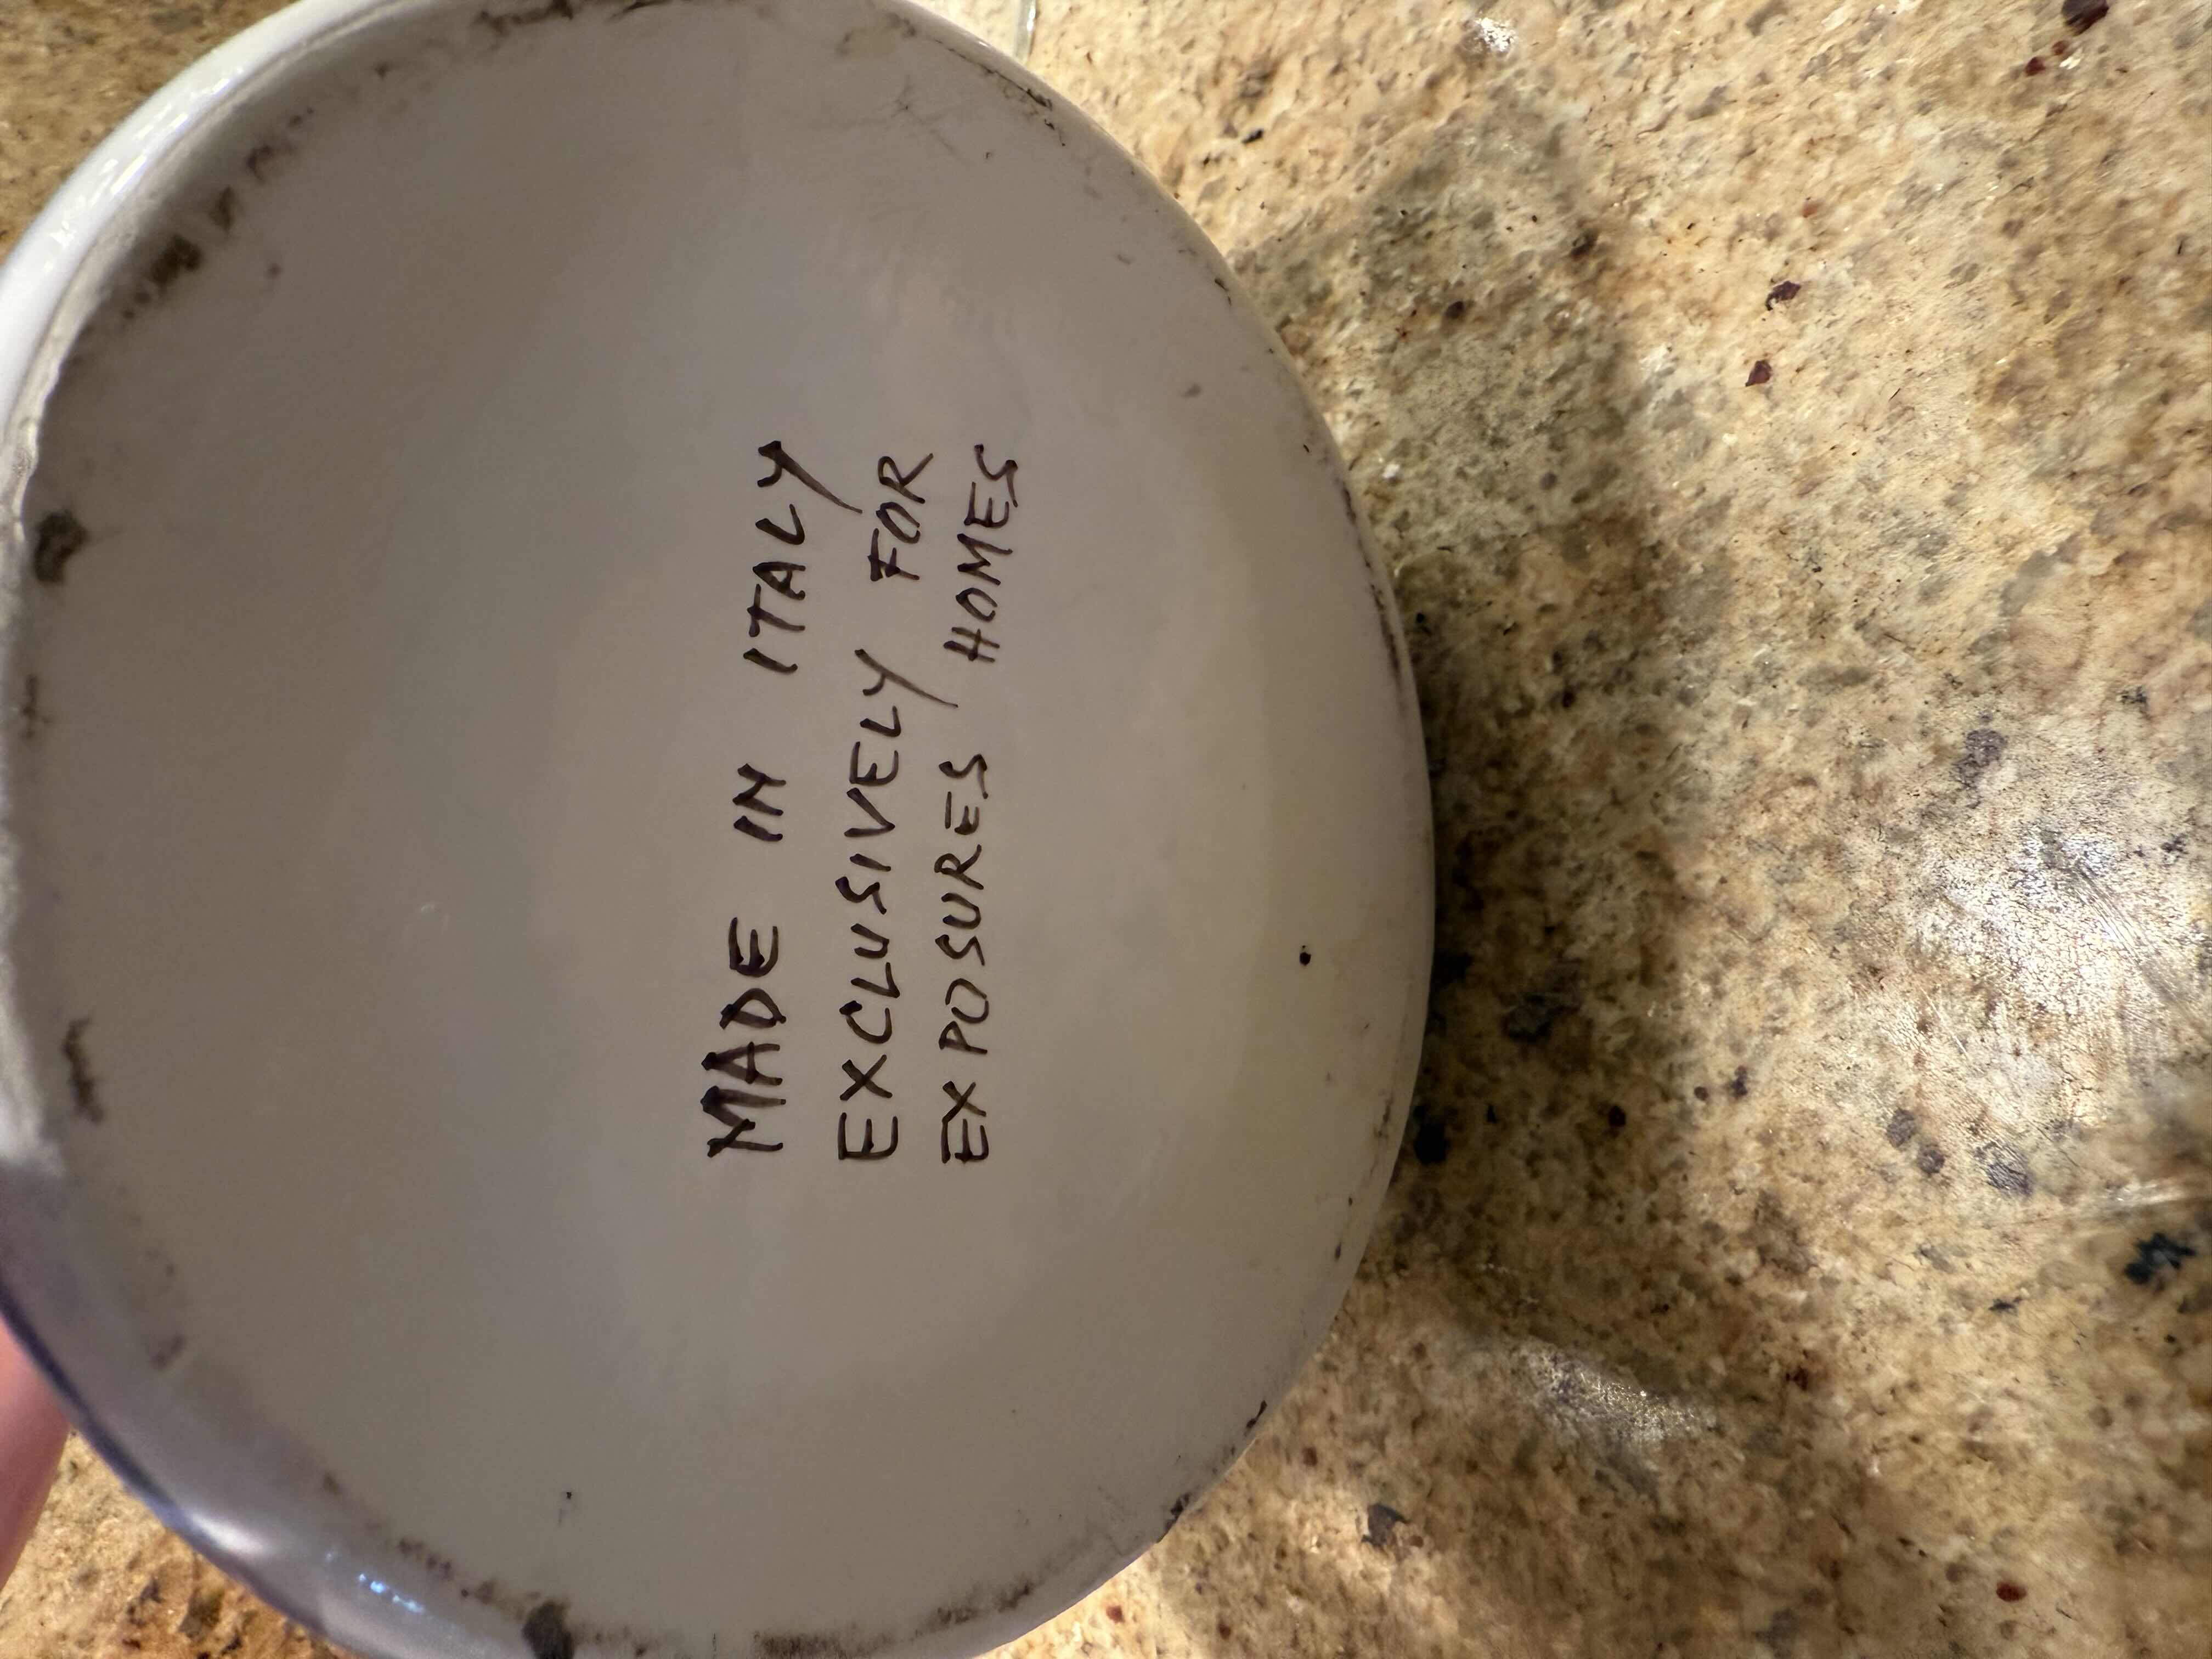 MADE IN ITALY
EXCLUSIVELY FOR
EXPOSURES HOMES